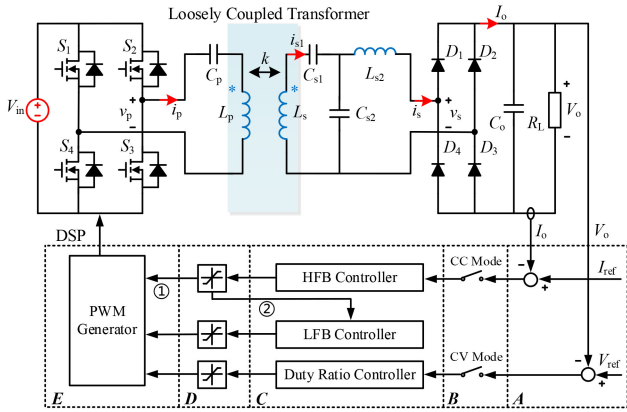 Loosely Coupled Transformer
S1
S2
Cp
k
is1
Cs1
Ls2
Io
D1
D2
Vin
+
vp
-
ip
*
Lp
*
Ls
Cs2
is
+
vs
-
Co
RL
+
Vo
-
S4
S3
D4
D3
DSP
Io
Vo
PWM
Generator
①
HFB Controller
CC Mode
-
+
Iref
②
LFB Controller
Duty Ratio Controller
CV Mode
-
+
Vref
E
D
C
B
A